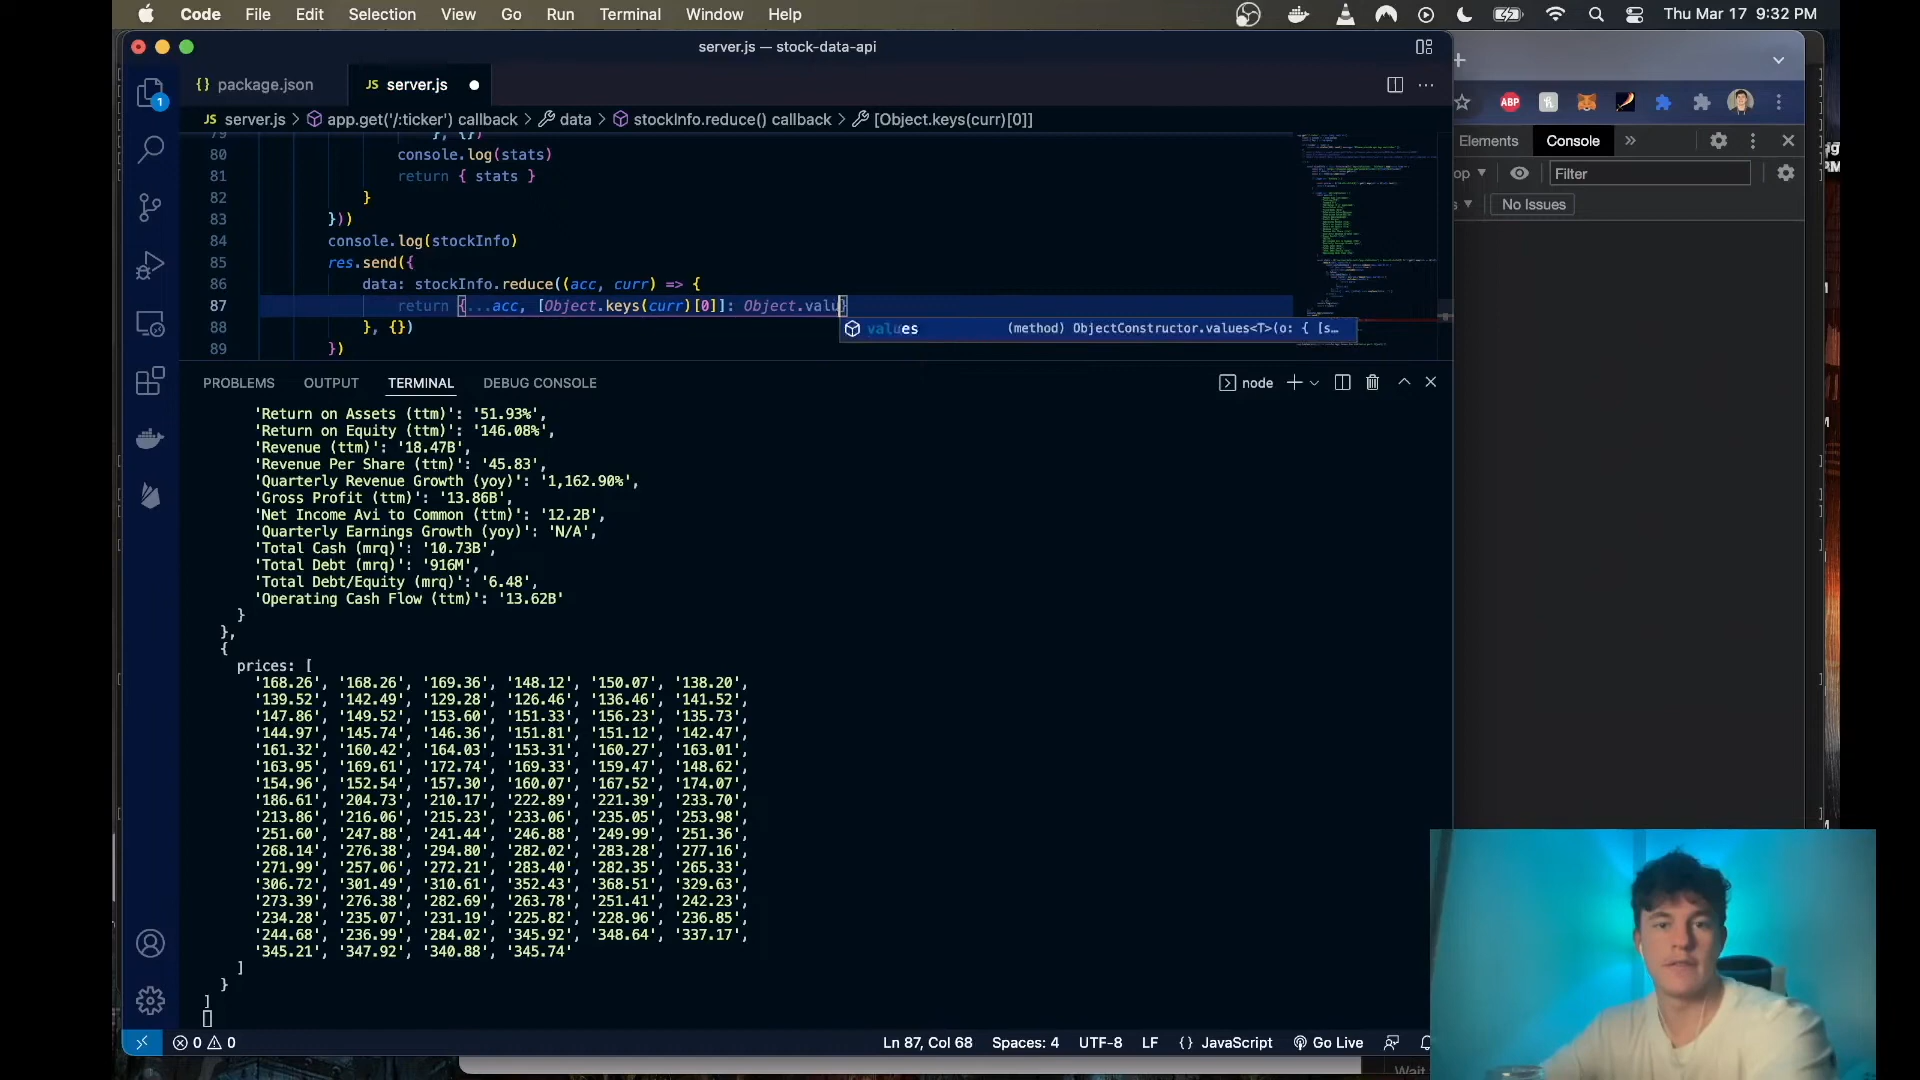 Code File Edit Selection View Go Run Terminal Window Help
Thu Mar 17 9:32 PM
server.js — stock-data-api
{} package.json
JS server.js
JS server.js > app.get('/:ticker') callback > data > stockInfo.reduce() callback > [Object.keys(curr)[0]]
79 }, {})
80 console.log(stats)
81 return { stats }
82 }
83 }))
84 console.log(stockInfo)
85 res.send({
86 data: stockInfo.reduce((acc, curr) => {
87 return {...acc, [Object.keys(curr)[0]]: Object.valu}
values (method) ObjectConstructor.values<T>(o: { [s…
88 }, {})
89 })
PROBLEMS OUTPUT TERMINAL DEBUG CONSOLE
node
'Return on Assets (ttm)': '51.93%',
'Return on Equity (ttm)': '146.08%',
'Revenue (ttm)': '18.47B',
'Revenue Per Share (ttm)': '45.83',
'Quarterly Revenue Growth (yoy)': '1,162.90%',
'Gross Profit (ttm)': '13.86B',
'Net Income Avi to Common (ttm)': '12.2B',
'Quarterly Earnings Growth (yoy)': 'N/A',
'Total Cash (mrq)': '10.73B',
'Total Debt (mrq)': '916M',
'Total Debt/Equity (mrq)': '6.48',
'Operating Cash Flow (ttm)': '13.62B'
}
},
{
prices: [
'168.26', '168.26', '169.36', '148.12', '150.07', '138.20',
'139.52', '142.49', '129.28', '126.46', '136.46', '141.52',
'147.86', '149.52', '153.60', '151.33', '156.23', '135.73',
'144.97', '145.74', '146.36', '151.81', '151.12', '142.47',
'161.32', '160.42', '164.03', '153.31', '160.27', '163.01',
'163.95', '169.61', '172.74', '169.33', '159.47', '148.62',
'154.96', '152.54', '157.30', '160.07', '167.52', '174.07',
'186.61', '204.73', '210.17', '222.89', '221.39', '233.70',
'213.86', '216.06', '215.23', '233.06', '235.05', '253.98',
'251.60', '247.88', '241.44', '246.88', '249.99', '251.36',
'268.14', '276.38', '294.80', '282.02', '283.28', '277.16',
'271.99', '257.06', '272.21', '283.40', '282.35', '265.33',
'306.72', '301.49', '310.61', '352.43', '368.51', '329.63',
'273.39', '276.38', '282.69', '263.78', '251.41', '242.23',
'234.28', '235.07', '231.19', '225.82', '228.96', '236.85',
'244.68', '236.99', '284.02', '345.92', '348.64', '337.17',
'345.21', '347.92', '340.88', '345.74'
]
}
]
0 0
Ln 87, Col 68 Spaces: 4 UTF-8 LF {} JavaScript Go Live
1
ABP
Elements Console »
op Filter
No Issues
Wait